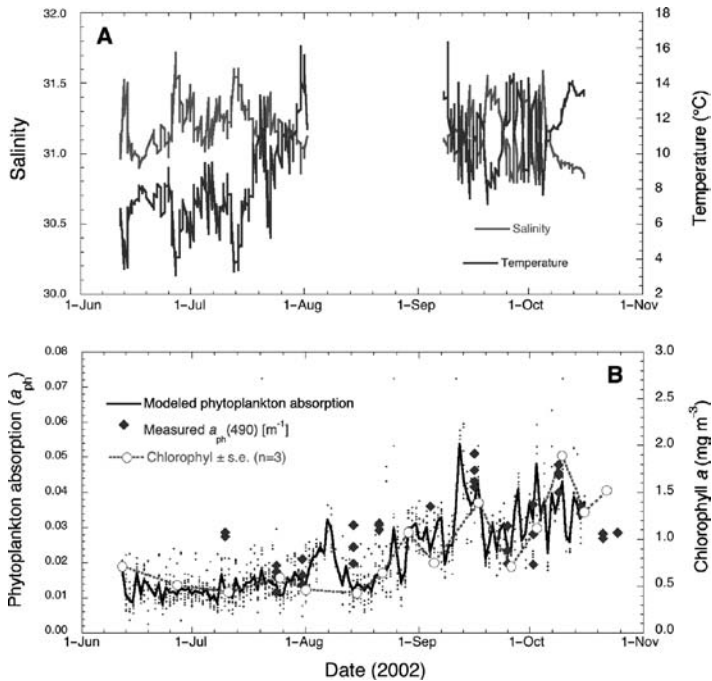 A
Salinity
32.0
31.5
31.0
30.5
30.0
Temperature (°C)
18
16
14
12
10
8
6
4
2
Salinity
Temperature
1-Jun 1-Jul 1-Aug 1-Sep 1-Oct 1-Nov
B
Phytoplankton absorption (aph)
0.08
0.07
0.06
0.05
0.04
0.03
0.02
0.01
0.00
Modeled phytoplankton absorption
Measured aph(490) [m⁻¹]
Chlorophyl ± s.e. (n=3)
Chlorophyll a (mg m⁻³)
3.0
2.5
2.0
1.5
1.0
0.5
0.0
1-Jun 1-Jul 1-Aug 1-Sep 1-Oct 1-Nov
Date (2002)